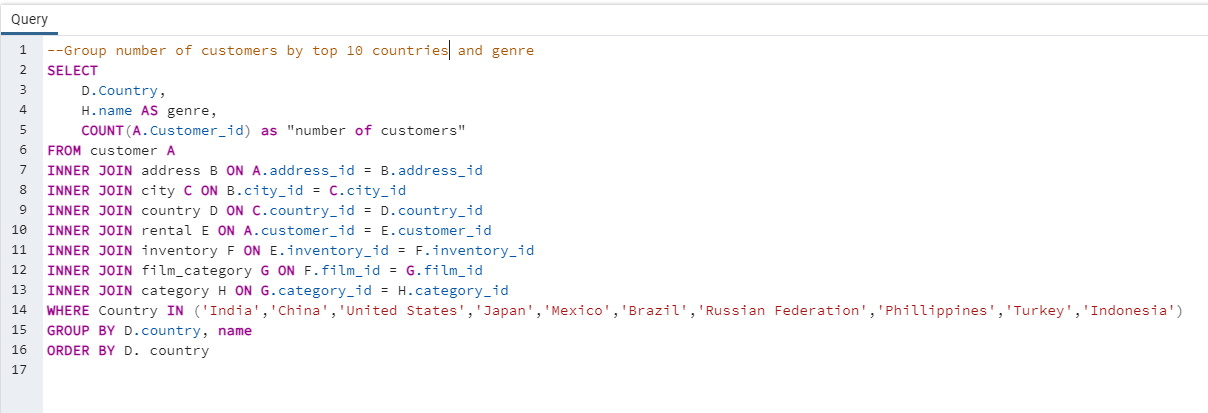 Query
1 --Group number of customers by top 10 countries and genre
2 SELECT
3 D.Country,
4 H.name AS genre,
5 COUNT(A.Customer_id) as "number of customers"
6 FROM customer A
7 INNER JOIN address B ON A.address_id = B.address_id
8 INNER JOIN city C ON B.city_id = C.city_id
9 INNER JOIN country D ON C.country_id = D.country_id
10 INNER JOIN rental E ON A.customer_id = E.customer_id
11 INNER JOIN inventory F ON E.inventory_id = F.inventory_id
12 INNER JOIN film_category G ON F.film_id = G.film_id
13 INNER JOIN category H ON G.category_id = H.category_id
14 WHERE Country IN ('India','China','United States','Japan','Mexico','Brazil','Russian Federation','Phillippines','Turkey','Indonesia')
15 GROUP BY D.country, name
16 ORDER BY D. country
17